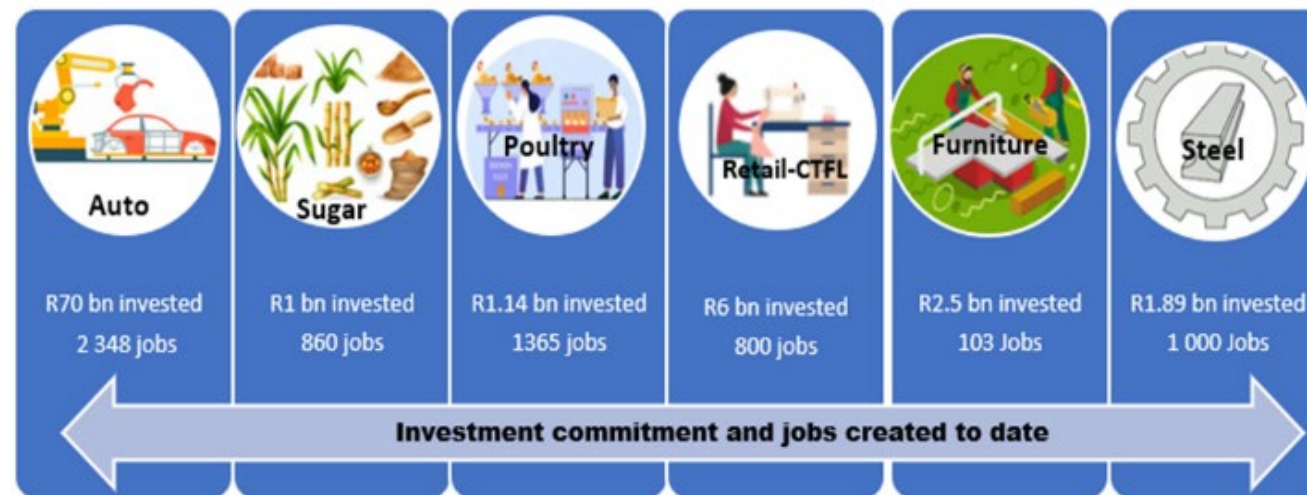 Auto
R70 bn invested
2 348 jobs
Sugar
R1 bn invested
860 jobs
Poultry
R1.14 bn invested
1365 jobs
Retail-CTFL
R6 bn invested
800 jobs
Furniture
R2.5 bn invested
103 Jobs
Steel
R1.89 bn invested
1 000 Jobs
Investment commitment and jobs created to date